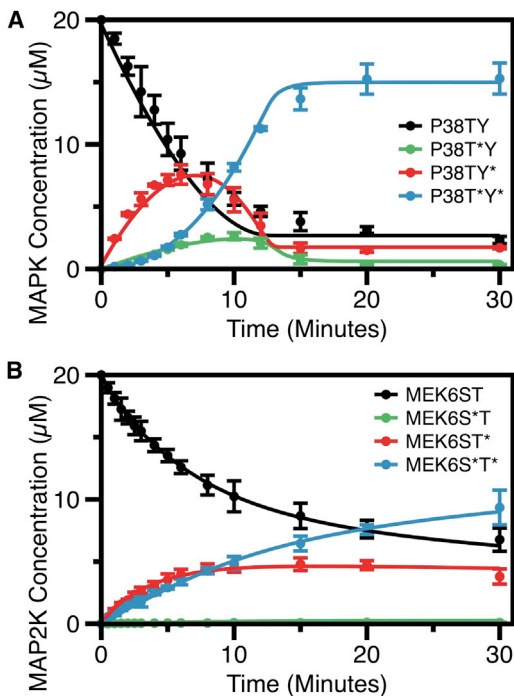 A
20
10
0
MAPK Concentration (µM)
P38TY
P38T*Y
P38TY*
P38T*Y*
0 10 20 30
Time (Minutes)
B
20
10
0
MAP2K Concentration (µM)
MEK6ST
MEK6S*T
MEK6ST*
MEK6S*T*
0 10 20 30
Time (Minutes)